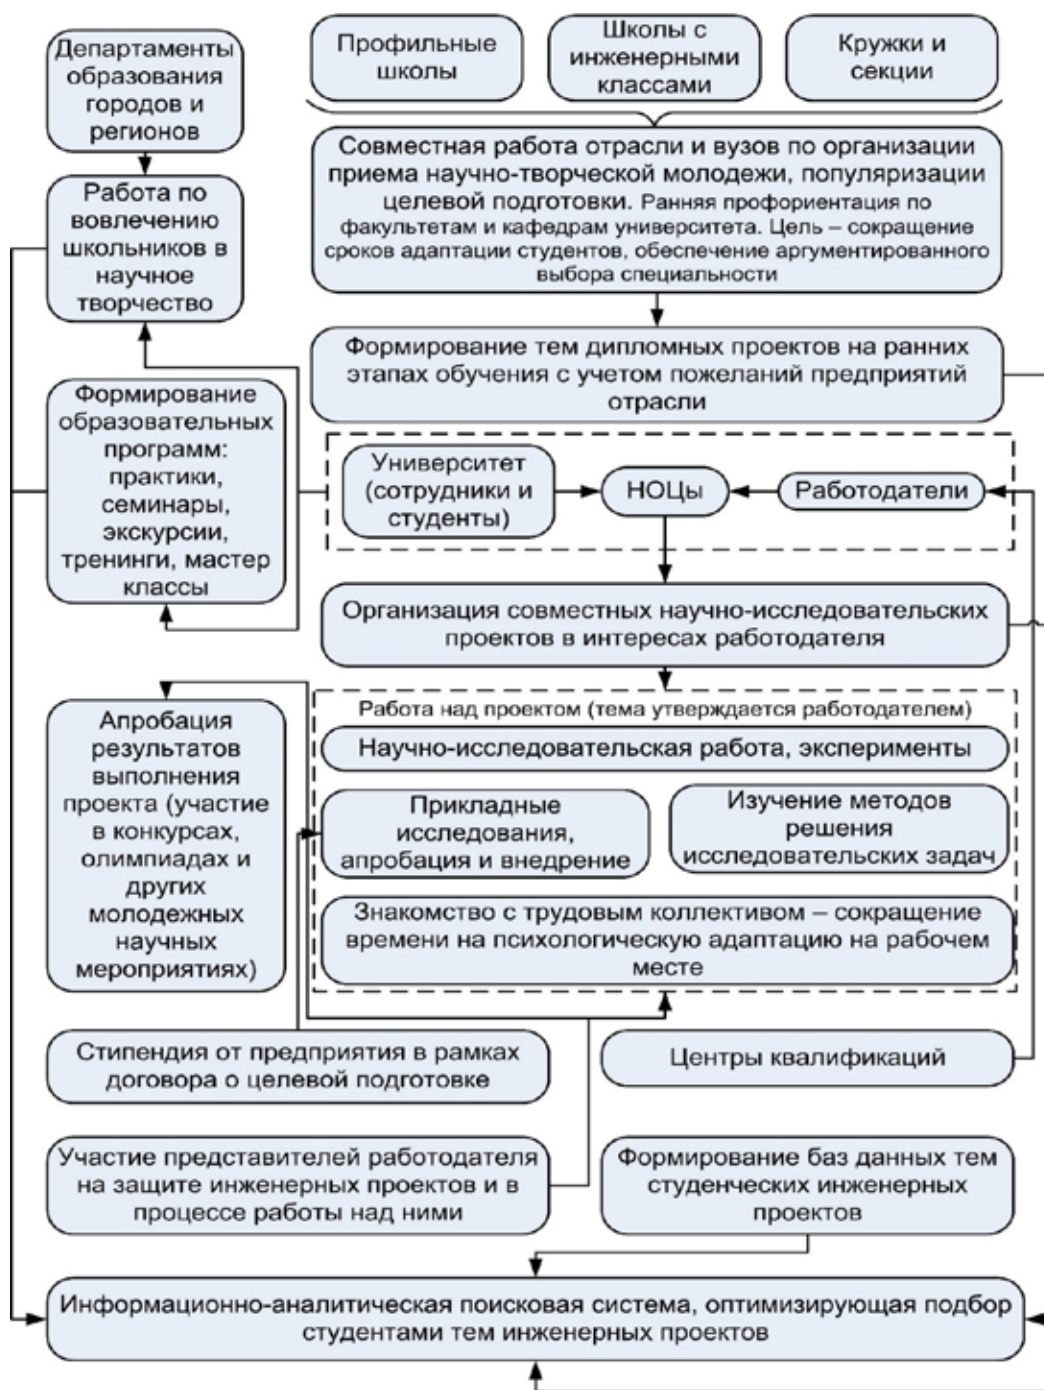 Департаменты
образования
городов и
регионов
Профильные
школы
Школы с
инженерными
классами
Кружки и
секции
Работа по
вовлечению
школьников в
научное
творчество
Совместная работа отрасли и вузов по организации
приема научно-творческой молодежи, популяризации
целевой подготовки. Ранняя профориентация по
факультетам и кафедрам университета. Цель – сокращение
сроков адаптации студентов, обеспечение аргументированного
выбора специальности
Формирование тем дипломных проектов на ранних
этапах обучения с учетом пожеланий предприятий
отрасли
Формирование
образовательных
программ:
практики,
семинары,
экскурсии,
тренинги, мастер
классы
Университет
(сотрудники и
студенты)
НОЦы
Работодатели
Организация совместных научно-исследовательских
проектов в интересах работодателя
Апробация
результатов
выполнения
проекта (участие
в конкурсах,
олимпиадах и
других
молодежных
научных
мероприятиях)
Работа над проектом (тема утверждается работодателем)
Научно-исследовательская работа, эксперименты
Прикладные
исследования,
апробация и внедрение
Изучение методов
решения
исследовательских задач
Знакомство с трудовым коллективом – сокращение
времени на психологическую адаптацию на рабочем
месте
Стипендия от предприятия в рамках
договора о целевой подготовке
Центры квалификаций
Участие представителей работодателя
на защите инженерных проектов и в
процессе работы над ними
Формирование баз данных тем
студенческих инженерных
проектов
Информационно-аналитическая поисковая система, оптимизирующая подбор
студентами тем инженерных проектов